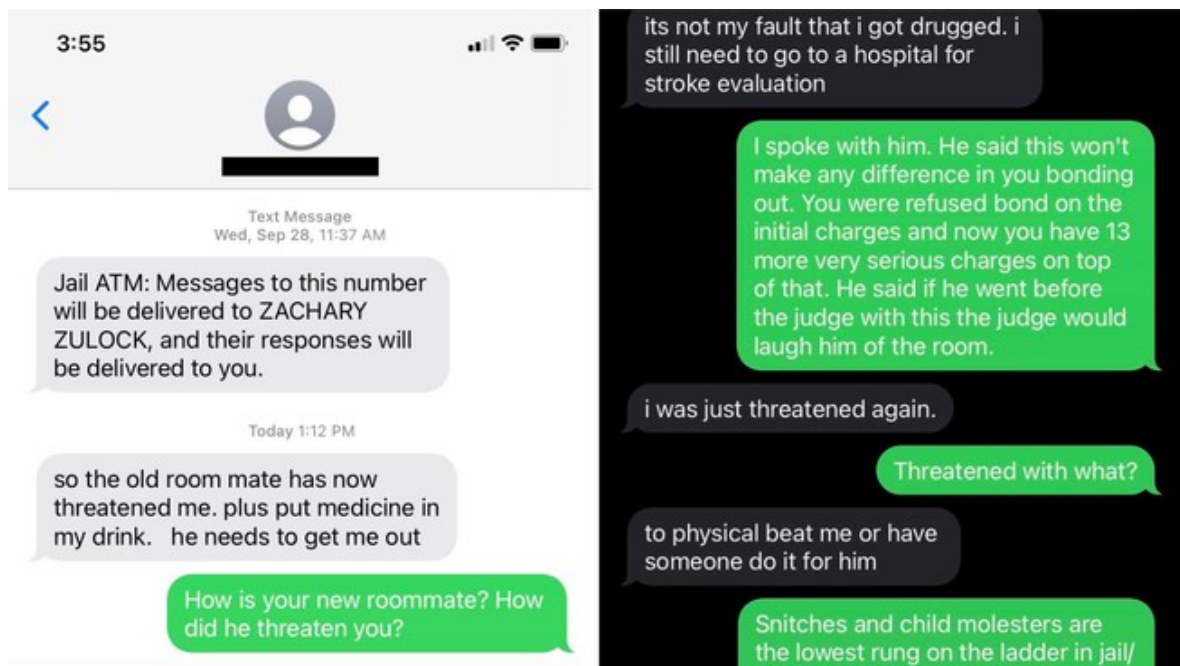 3:55
Text Message
Wed, Sep 28, 11:37 AM
Jail ATM: Messages to this number
will be delivered to ZACHARY
ZULOCK, and their responses will
be delivered to you.
Today 1:12 PM
so the old room mate has now
threatened me. plus put medicine in
my drink.   he needs to get me out
How is your new roommate? How
did he threaten you?
its not my fault that i got drugged. i
still need to go to a hospital for
stroke evaluation
I spoke with him. He said this won't
make any difference in you bonding
out. You were refused bond on the
initial charges and now you have 13
more very serious charges on top
of that. He said if he went before
the judge with this the judge would
laugh him of the room.
i was just threatened again.
Threatened with what?
to physical beat me or have
someone do it for him
Snitches and child molesters are
the lowest rung on the ladder in jail/